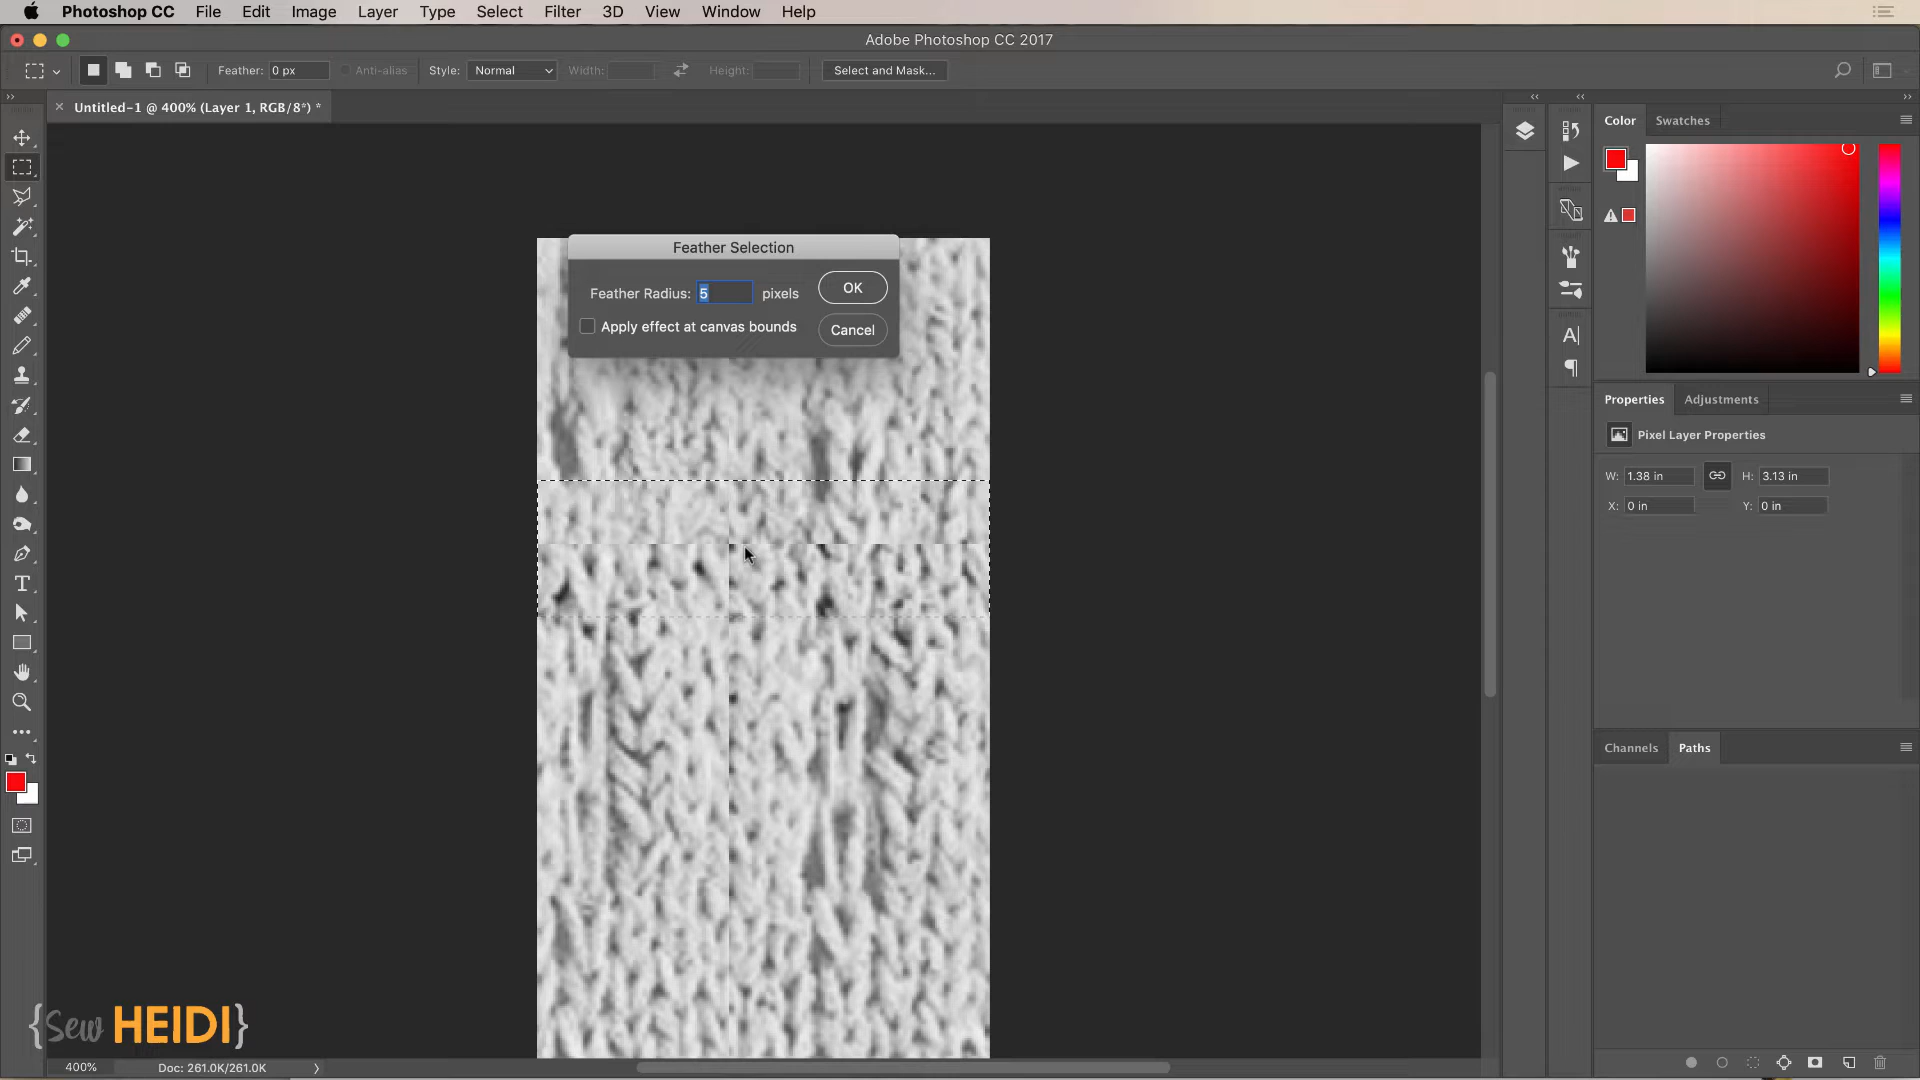 Photoshop CC File Edit Image Layer Type Select Filter 3D View Window Help
Adobe Photoshop CC 2017
Feather: 0 px Anti-alias Style: Normal Width: Height: Select and Mask...
Untitled-1 @ 400% (Layer 1, RGB/8*) *
Color Swatches
Feather Selection
Feather Radius: 5 pixels OK
Apply effect at canvas bounds Cancel
Properties Adjustments
Pixel Layer Properties
W: 1.38 in H: 3.13 in
X: 0 in Y: 0 in
Channels Paths
{Sew HEIDI}
400% Doc: 261.0K/261.0K